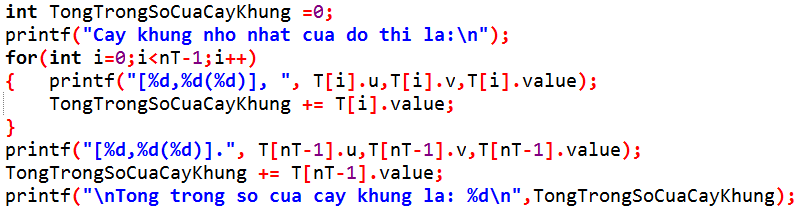 int TongTrongSoCuaCayKhung =0;
printf("Cay khung nho nhat cua do thi la:\n");
for(int i=0;i<nT-1;i++)
{   printf("[%d,%d(%d)], ", T[i].u,T[i].v,T[i].value);
    TongTrongSoCuaCayKhung += T[i].value;
}
printf("[%d,%d(%d)].", T[nT-1].u,T[nT-1].v,T[nT-1].value);
TongTrongSoCuaCayKhung += T[nT-1].value;
printf("\nTong trong so cua cay khung la: %d\n",TongTrongSoCuaCayKhung);